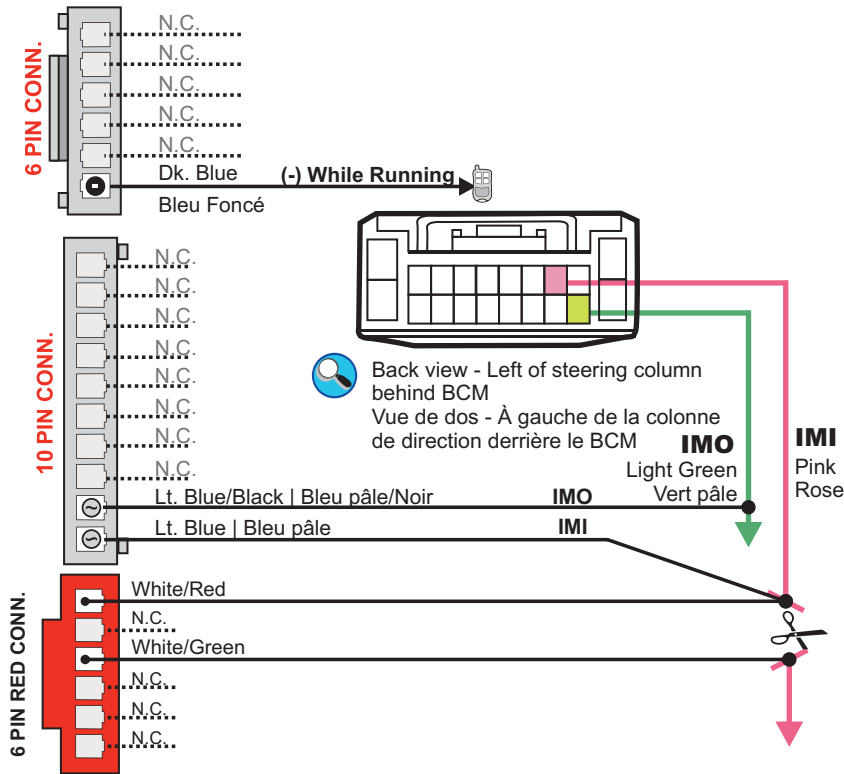 6 PIN CONN.
N.C.
N.C.
N.C.
N.C.
N.C.
Dk. Blue
(-) While Running
Bleu Foncé
10 PIN CONN.
N.C.
N.C.
N.C.
N.C.
N.C.
N.C.
N.C.
N.C.
Back view - Left of steering column
behind BCM
Vue de dos - À gauche de la colonne
de direction derrière le BCM
IMO
Light Green
Vert pâle
IMI
Pink
Rose
Lt. Blue/Black | Bleu pâle/Noir
IMO
Lt. Blue | Bleu pâle
IMI
6 PIN RED CONN.
White/Red
N.C.
White/Green
N.C.
N.C.
N.C.